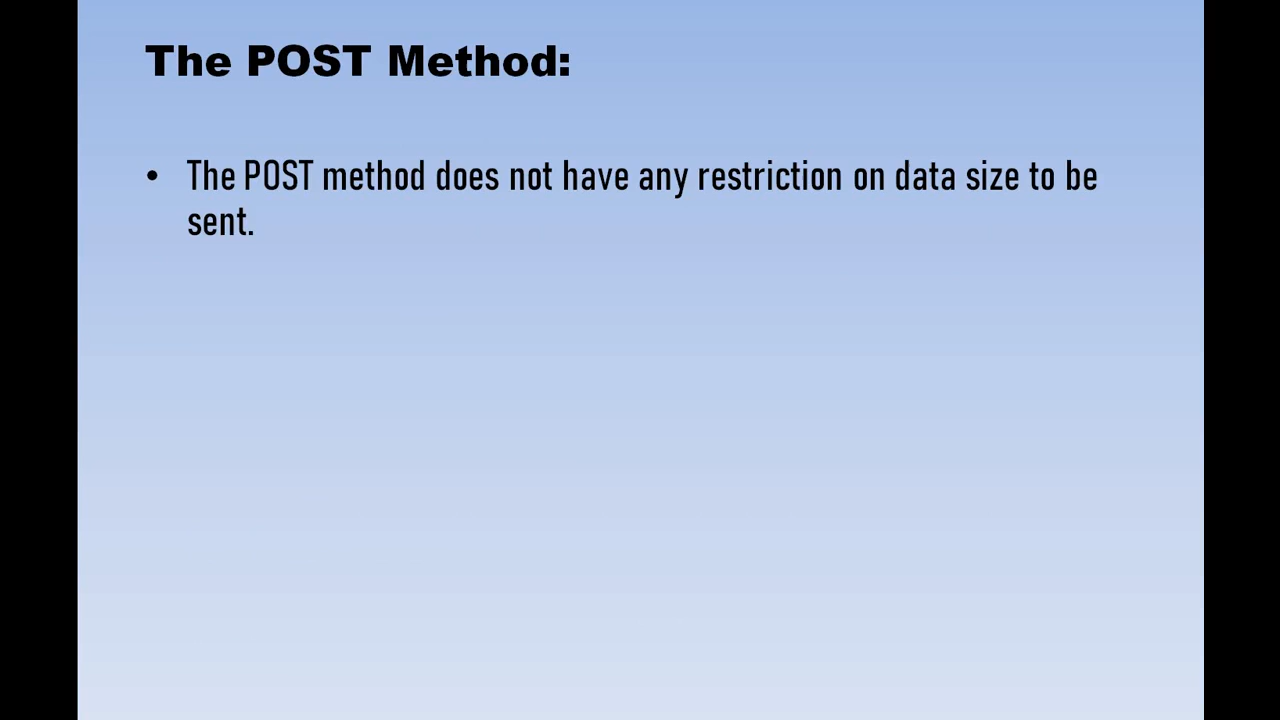 The POST Method:
• The POST method does not have any restriction on data size to be
sent.